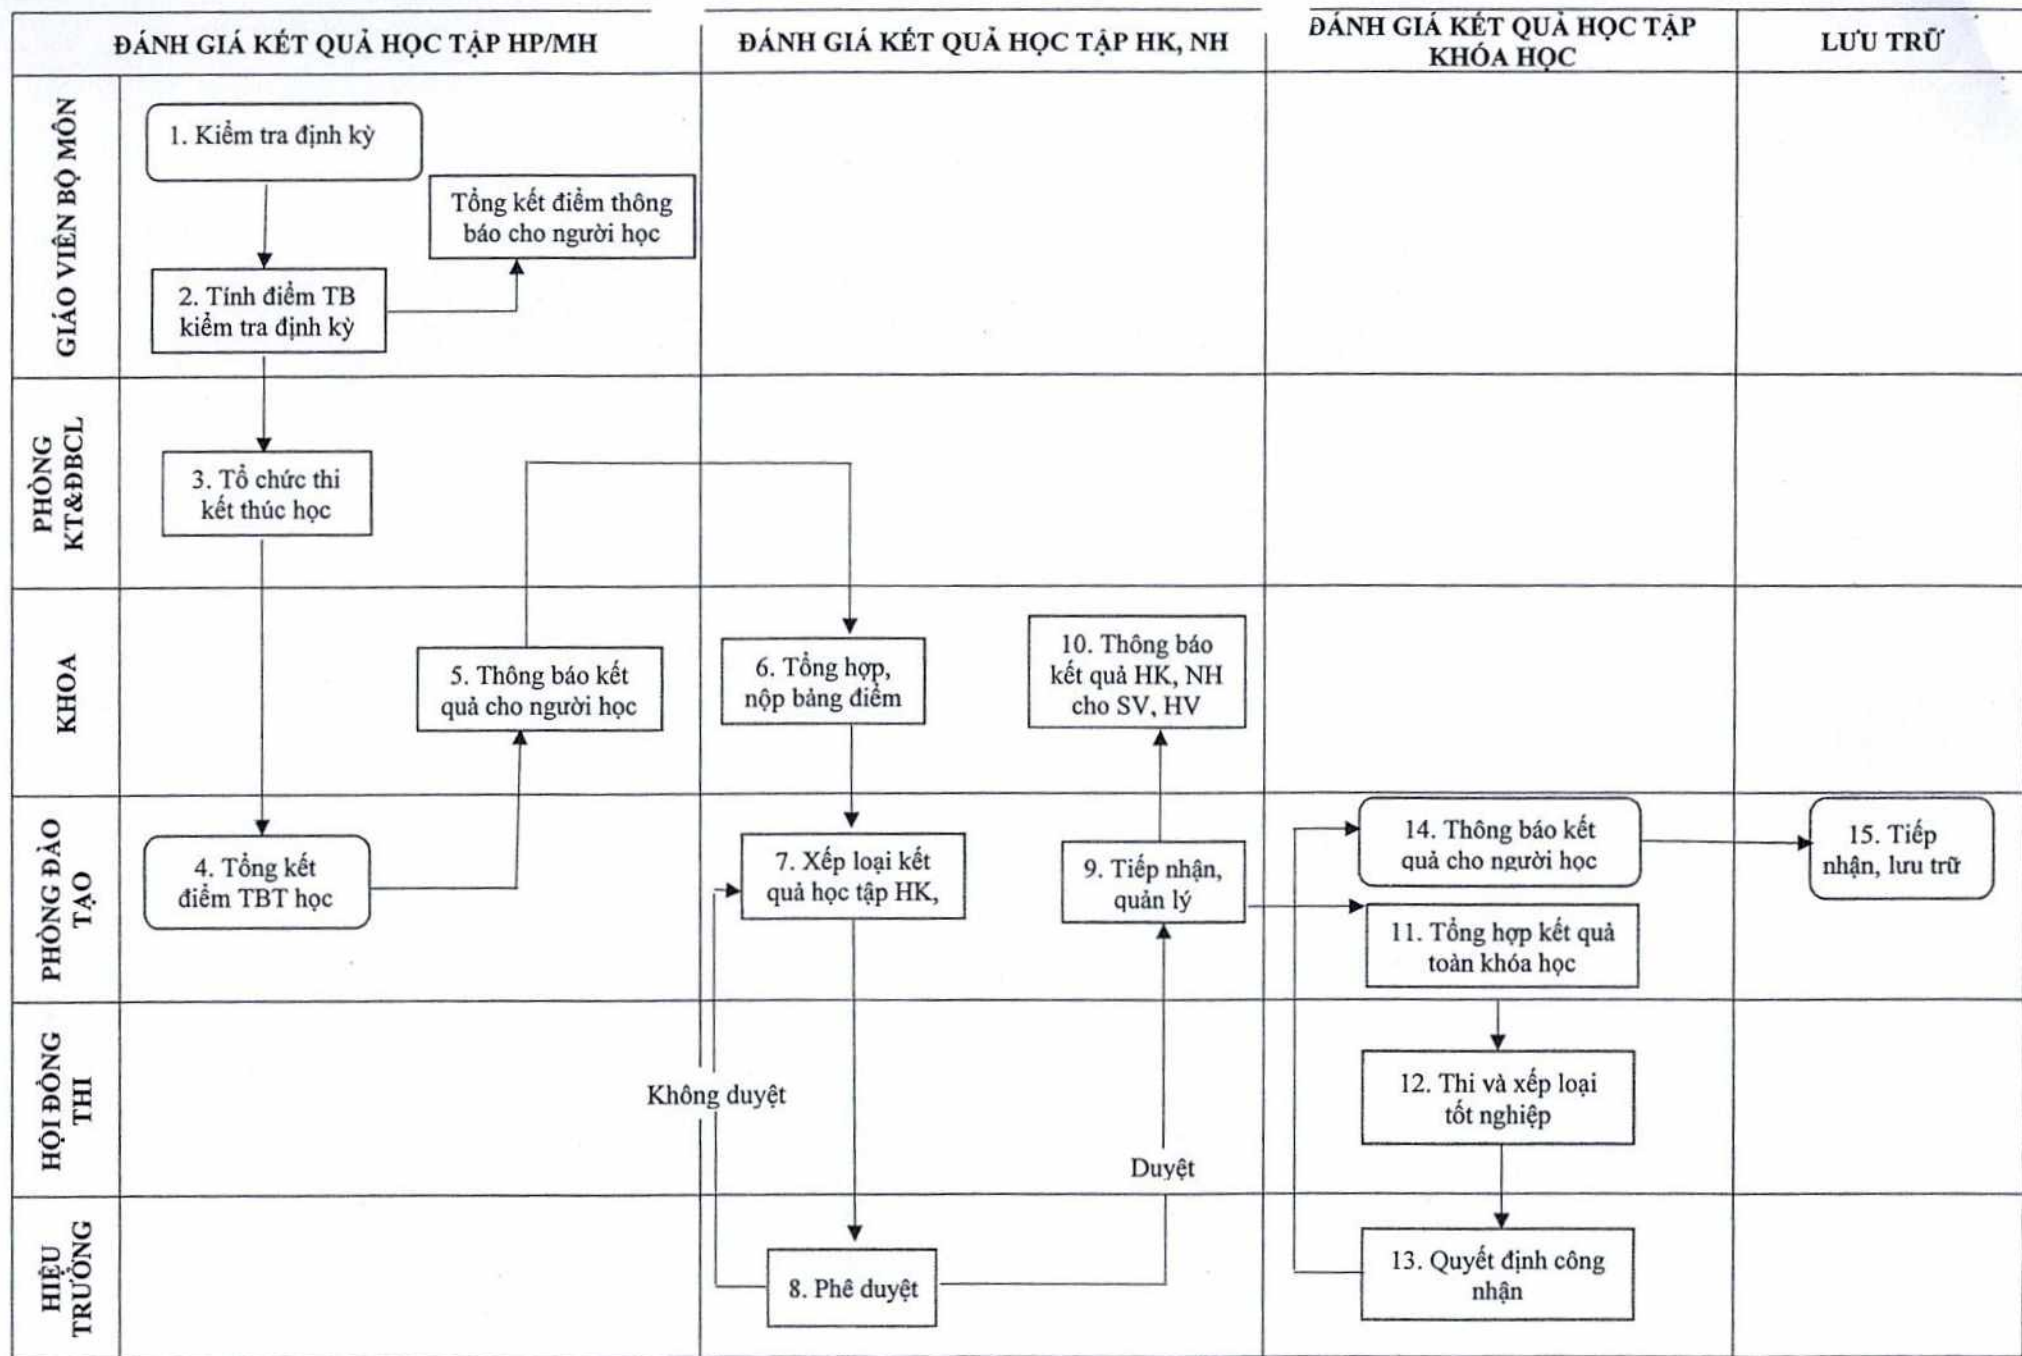 ĐÁNH GIÁ KẾT QUẢ HỌC TẬP HP/MH
ĐÁNH GIÁ KẾT QUẢ HỌC TẬP HK, NH
ĐÁNH GIÁ KẾT QUẢ HỌC TẬP
KHÓA HỌC
LƯU TRỮ
GIÁO VIÊN BỘ MÔN
1. Kiểm tra định kỳ
Tổng kết điểm thông
báo cho người học
2. Tính điểm TB
kiểm tra định kỳ
PHÒNG
KT&ĐBCL
3. Tổ chức thi
kết thúc học
KHOA
5. Thông báo kết
quả cho người học
6. Tổng hợp,
nộp bảng điểm
10. Thông báo
kết quả HK, NH
cho SV, HV
PHÒNG ĐÀO
TẠO
4. Tổng kết
điểm TBT học
7. Xếp loại kết
quả học tập HK,
9. Tiếp nhận,
quản lý
14. Thông báo kết
quả cho người học
15. Tiếp
nhận, lưu trữ
11. Tổng hợp kết quả
toàn khóa học
HỘI ĐỒNG
THI
Không duyệt
Duyệt
12. Thi và xếp loại
tốt nghiệp
HIỆU
TRƯỞNG
8. Phê duyệt
13. Quyết định công
nhận